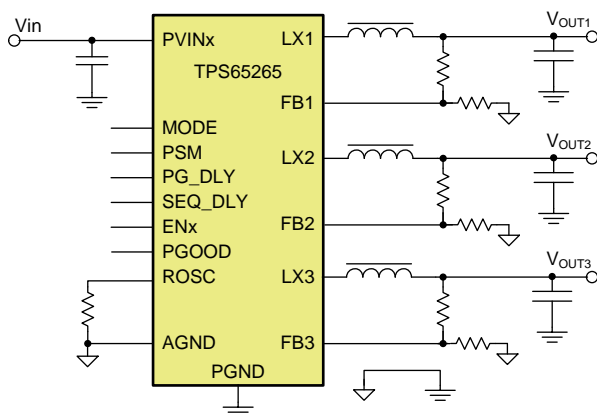 Vin
PVINx
LX1
VOUT1
TPS65265
FB1
MODE
PSM
LX2
VOUT2
PG_DLY
SEQ_DLY
ENx
FB2
PGOOD
ROSC
LX3
VOUT3
AGND
FB3
PGND